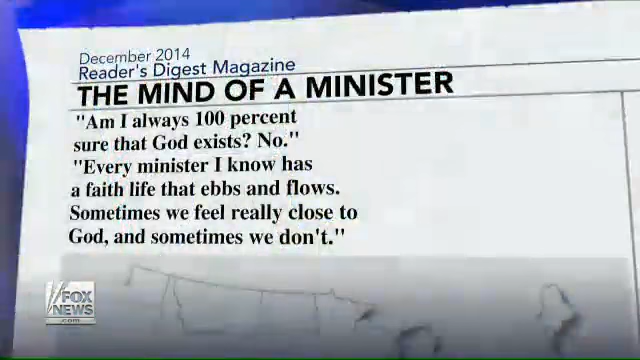 December 2014
Reader's Digest Magazine
THE MIND OF A MINISTER
"Am I always 100 percent
sure that God exists? No."
"Every minister I know has
a faith life that ebbs and flows.
Sometimes we feel really close to
God, and sometimes we don't."
FOX
NEWS
.com